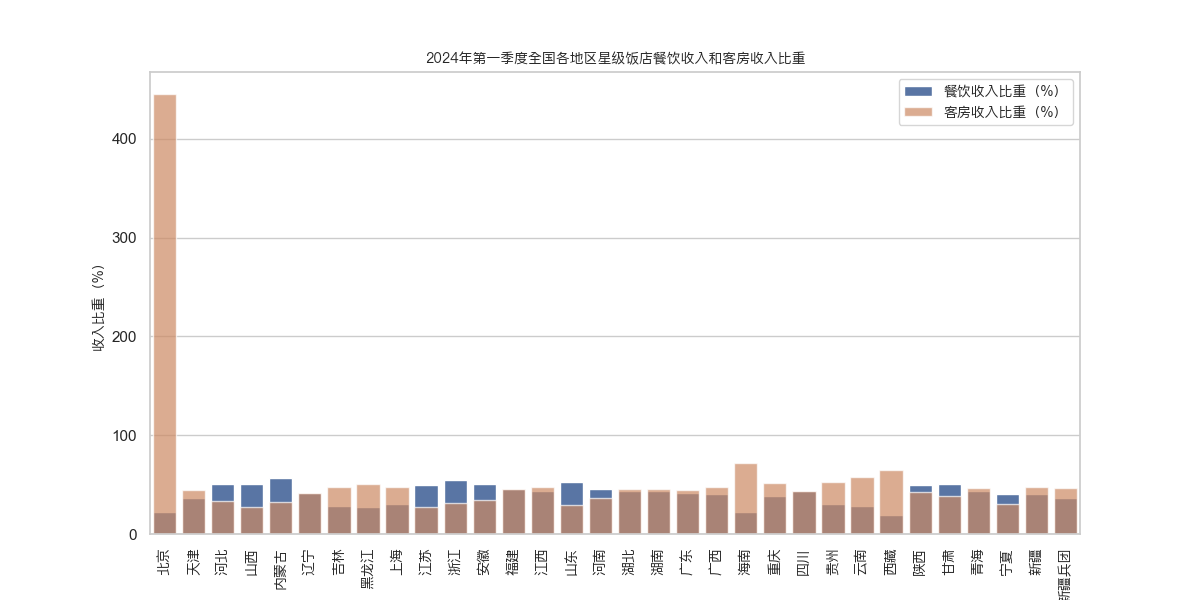 2024年第一季度全国各地区星级饭店餐饮收入和客房收入比重
餐饮收入比重（%）
客房收入比重（%）
收入比重（%）
400
300
200
100
0
北京
天津
河北
山西
内蒙古
辽宁
吉林
黑龙江
上海
江苏
浙江
安徽
福建
江西
山东
河南
湖北
湖南
广东
广西
海南
重庆
四川
贵州
云南
西藏
陕西
甘肃
青海
宁夏
新疆
新疆兵团